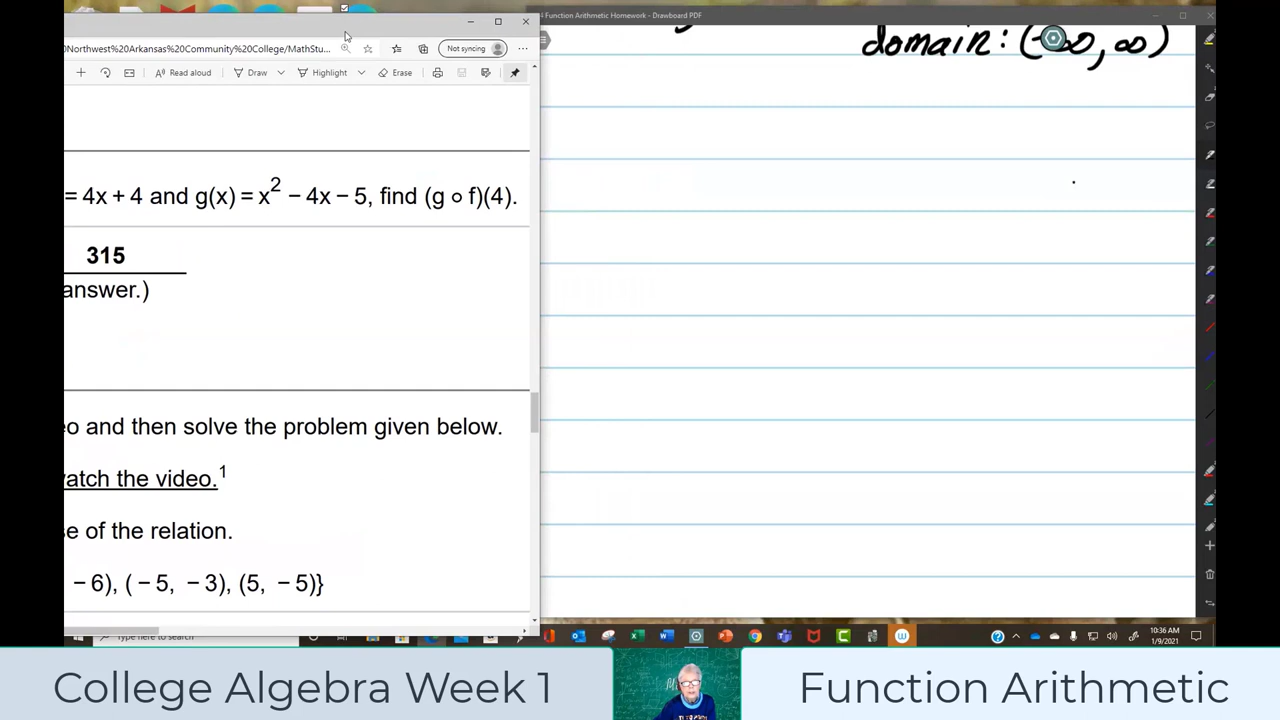 Function Arithmetic Homework - Drawboard PDF
Northwest%20Arkansas%20Community%20College/MathStu...
Not syncing
Read aloud
Draw
Highlight
Erase
domain: (-∞, ∞)
= 4x + 4 and g(x) = x² − 4x − 5, find (g ∘ f)(4).
315
answer.)
eo and then solve the problem given below.
vatch the video.¹
se of the relation.
− 6), (− 5, − 3), (5, − 5)}
Type here to search
10:36 AM
1/9/2021
College Algebra Week 1
Function Arithmetic